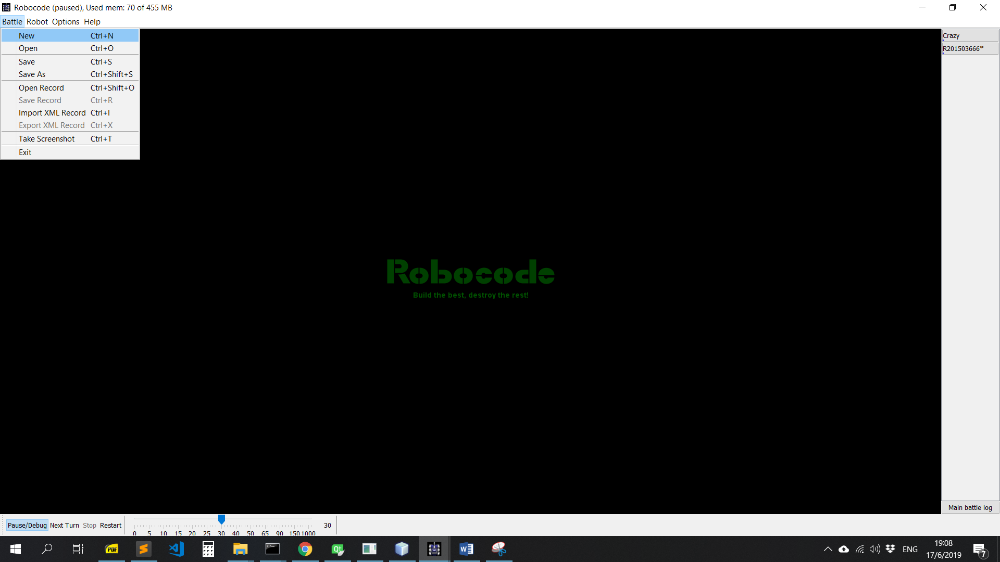 Robocode (paused), Used mem: 70 of 455 MB
Battle Robot Options Help
New Ctrl+N
Open Ctrl+O
Save Ctrl+S
Save As Ctrl+Shift+S
Open Record Ctrl+Shift+O
Save Record Ctrl+R
Import XML Record Ctrl+I
Export XML Record Ctrl+X
Take Screenshot Ctrl+T
Exit
Crazy
R201503666*
Robocode
Build the best, destroy the rest!
Main battle log
Pause/Debug Next Turn Stop Restart
0 5 10 15 20 25 30 40 50 65 90 150 1000
30
PDF
Qt
W
ENG
19:08
17/6/2019
7